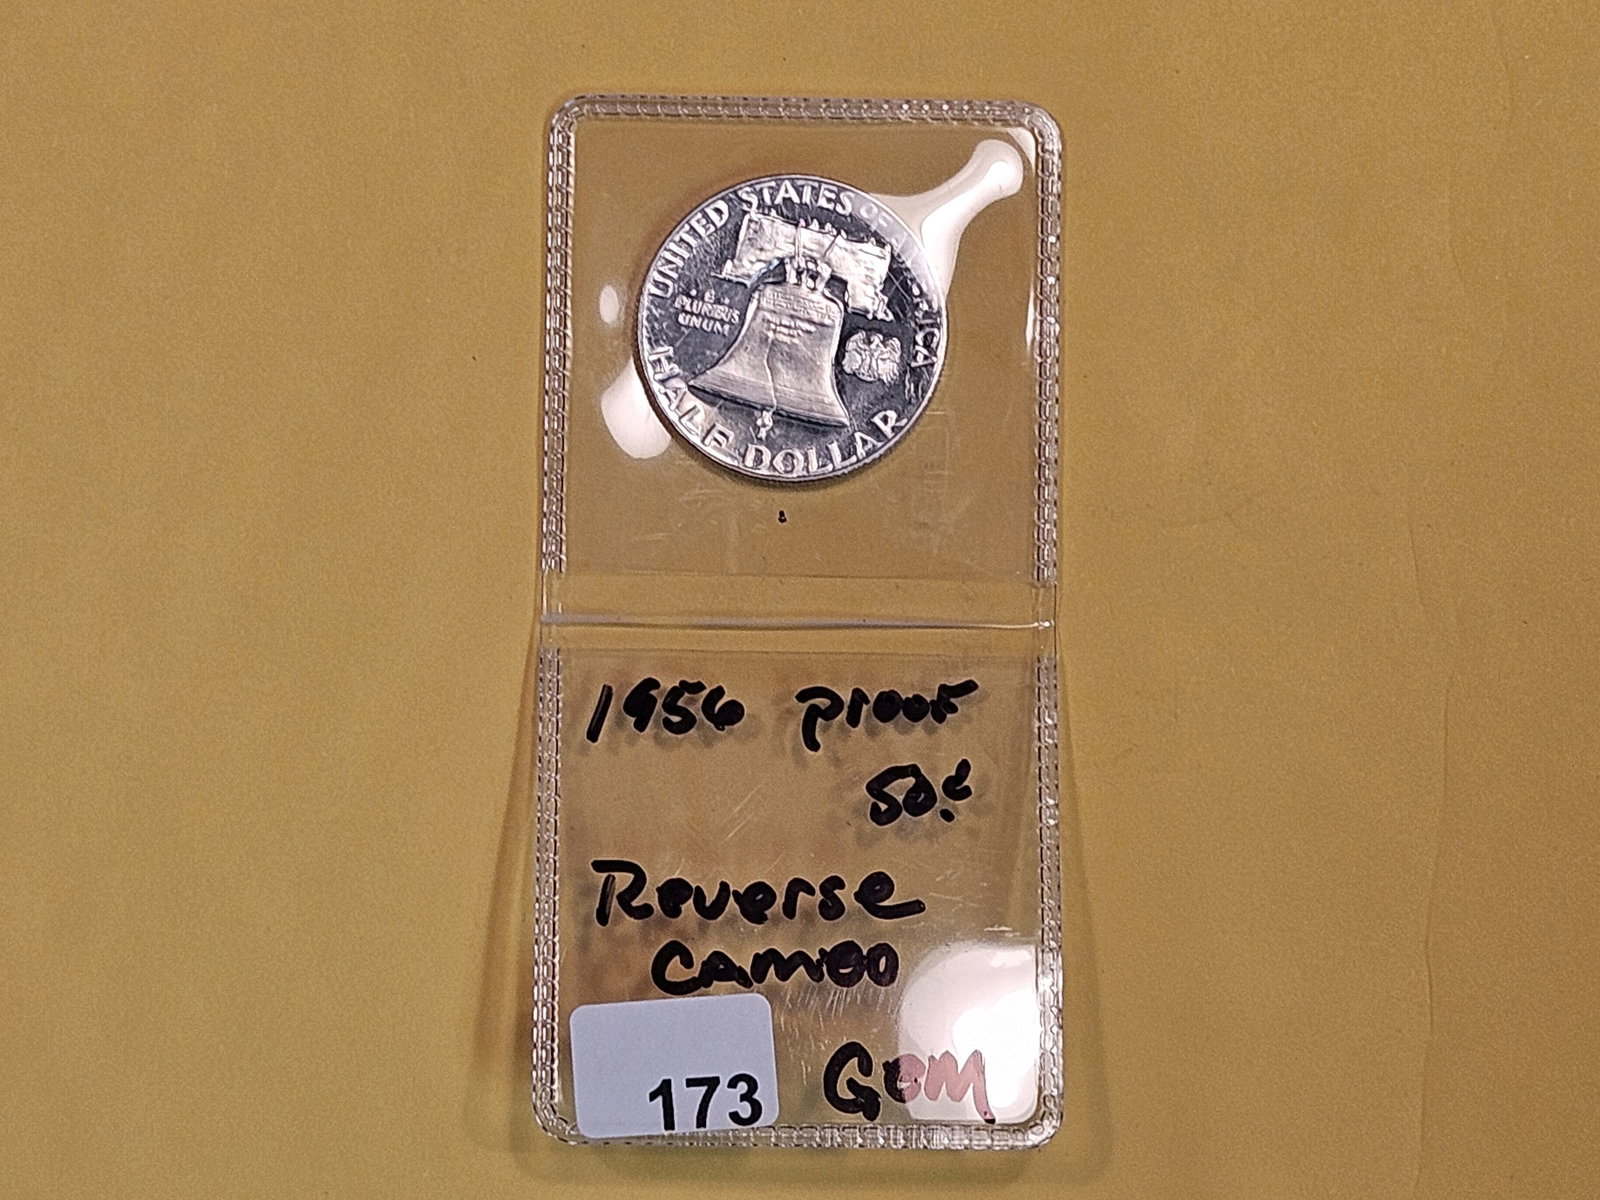 UNITED STATES OF AMERICA
E
PLURIBUS
UNUM
HALF DOLLAR
1956 proof
50¢
Reverse
cameo
Gem
173